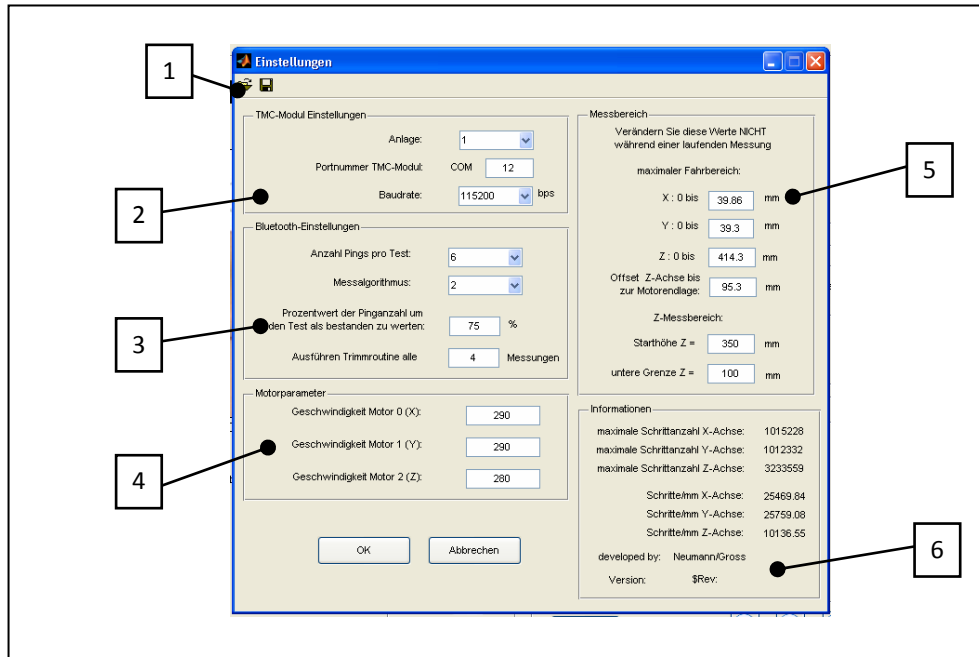 1
Einstellungen
TMC-Modul Einstellungen
Anlage: 1
Portnummer TMC-Modul: COM 12
Baudrate: 115200 bps
2
Bluetooth-Einstellungen
Anzahl Pings pro Test: 6
Messalgorithmus: 2
Prozentwert der Pinganzahl um
den Test als bestanden zu werten: 75 %
3
Ausführen Trimmroutine alle 4 Messungen
Motorparameter
Geschwindigkeit Motor 0 (X): 290
Geschwindigkeit Motor 1 (Y): 290
4
Geschwindigkeit Motor 2 (Z): 280
OK
Abbrechen
Messbereich
Verändern Sie diese Werte NICHT
während einer laufenden Messung
maximaler Fahrbereich:
5
X : 0 bis 39.86 mm
Y : 0 bis 39.3 mm
Z : 0 bis 414.3 mm
Offset Z-Achse bis
zur Motorendlage: 95.3 mm
Z-Messbereich:
Starthöhe Z = 350 mm
untere Grenze Z = 100 mm
Informationen
maximale Schrittanzahl X-Achse: 1015228
maximale Schrittanzahl Y-Achse: 1012332
maximale Schrittanzahl Z-Achse: 3233559
Schritte/mm X-Achse: 25469.84
Schritte/mm Y-Achse: 25759.08
Schritte/mm Z-Achse: 10136.55
developed by: Neumann/Gross
6
Version: $Rev: